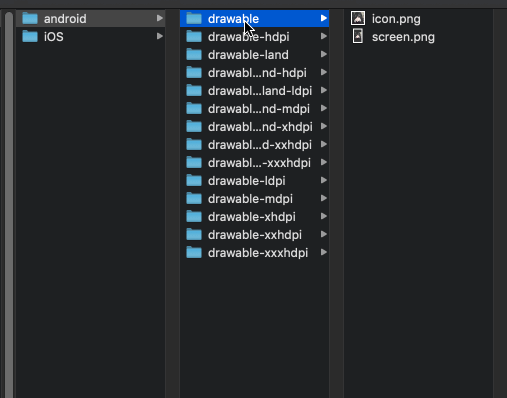 android
iOS
drawable
drawable-hdpi
drawable-land
drawabl...nd-hdpi
drawabl...land-ldpi
drawabl...nd-mdpi
drawabl...nd-xhdpi
drawabl...d-xxhdpi
drawabl...-xxxhdpi
drawable-ldpi
drawable-mdpi
drawable-xhdpi
drawable-xxhdpi
drawable-xxxhdpi
icon.png
screen.png